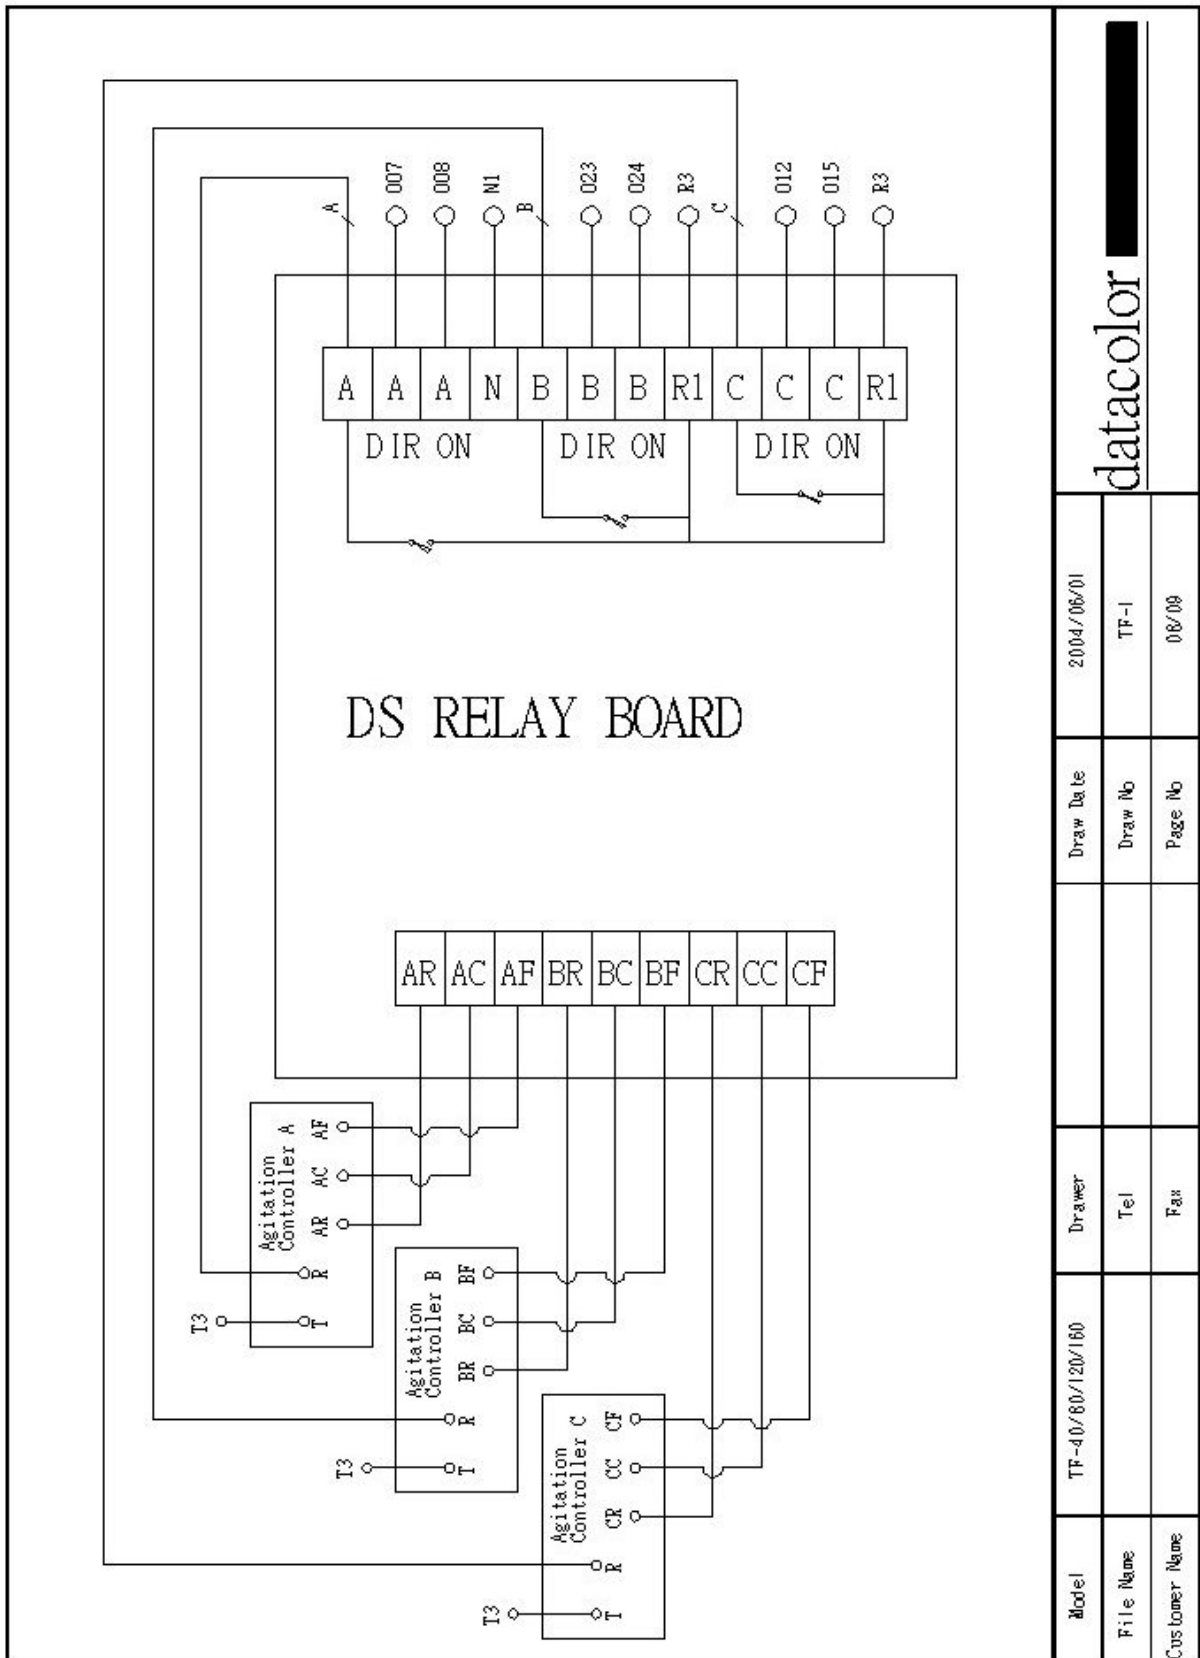 A
007
008
N1
B
023
024
R3
C
012
015
R3
A A A N B B B R1 C C C R1
DIR ON DIR ON DIR ON
DS RELAY BOARD
AR AC AF BR BC BF CR CC CF
Agitation
Controller A
AF
AC
AR
R
T
T3
Agitation
Controller B
BF
BC
BR
R
T
T3
Agitation
Controller C
CF
CC
CR
R
T
T3
datacolor
Model TF-40/80/120/160 Drawer Draw Date 2004/06/01
File Name Tel Draw No TF-1
Customer Name Fax Page No 08/09